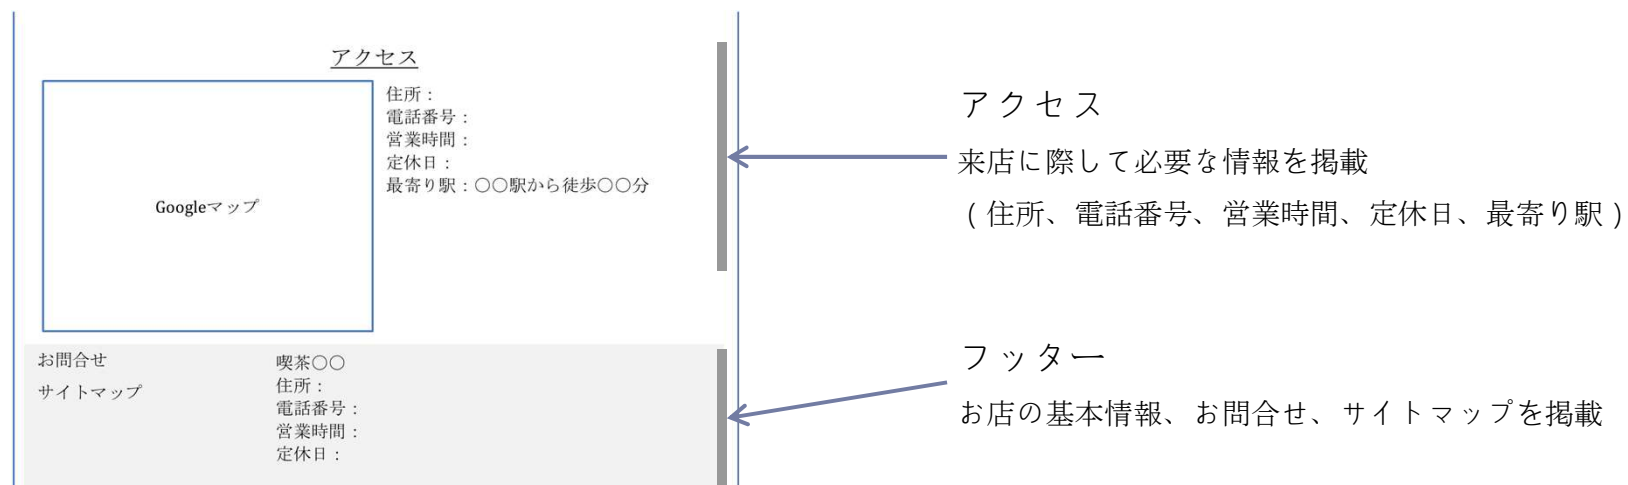 アクセス
住所：
電話番号：
営業時間：
定休日：
最寄り駅：〇〇駅から徒歩〇〇分
Googleマップ
お問合せ
サイトマップ
喫茶〇〇
住所：
電話番号：
営業時間：
定休日：
アクセス
来店に際して必要な情報を掲載
(住所、電話番号、営業時間、定休日、最寄り駅)
フッター
お店の基本情報、お問合せ、サイトマップを掲載